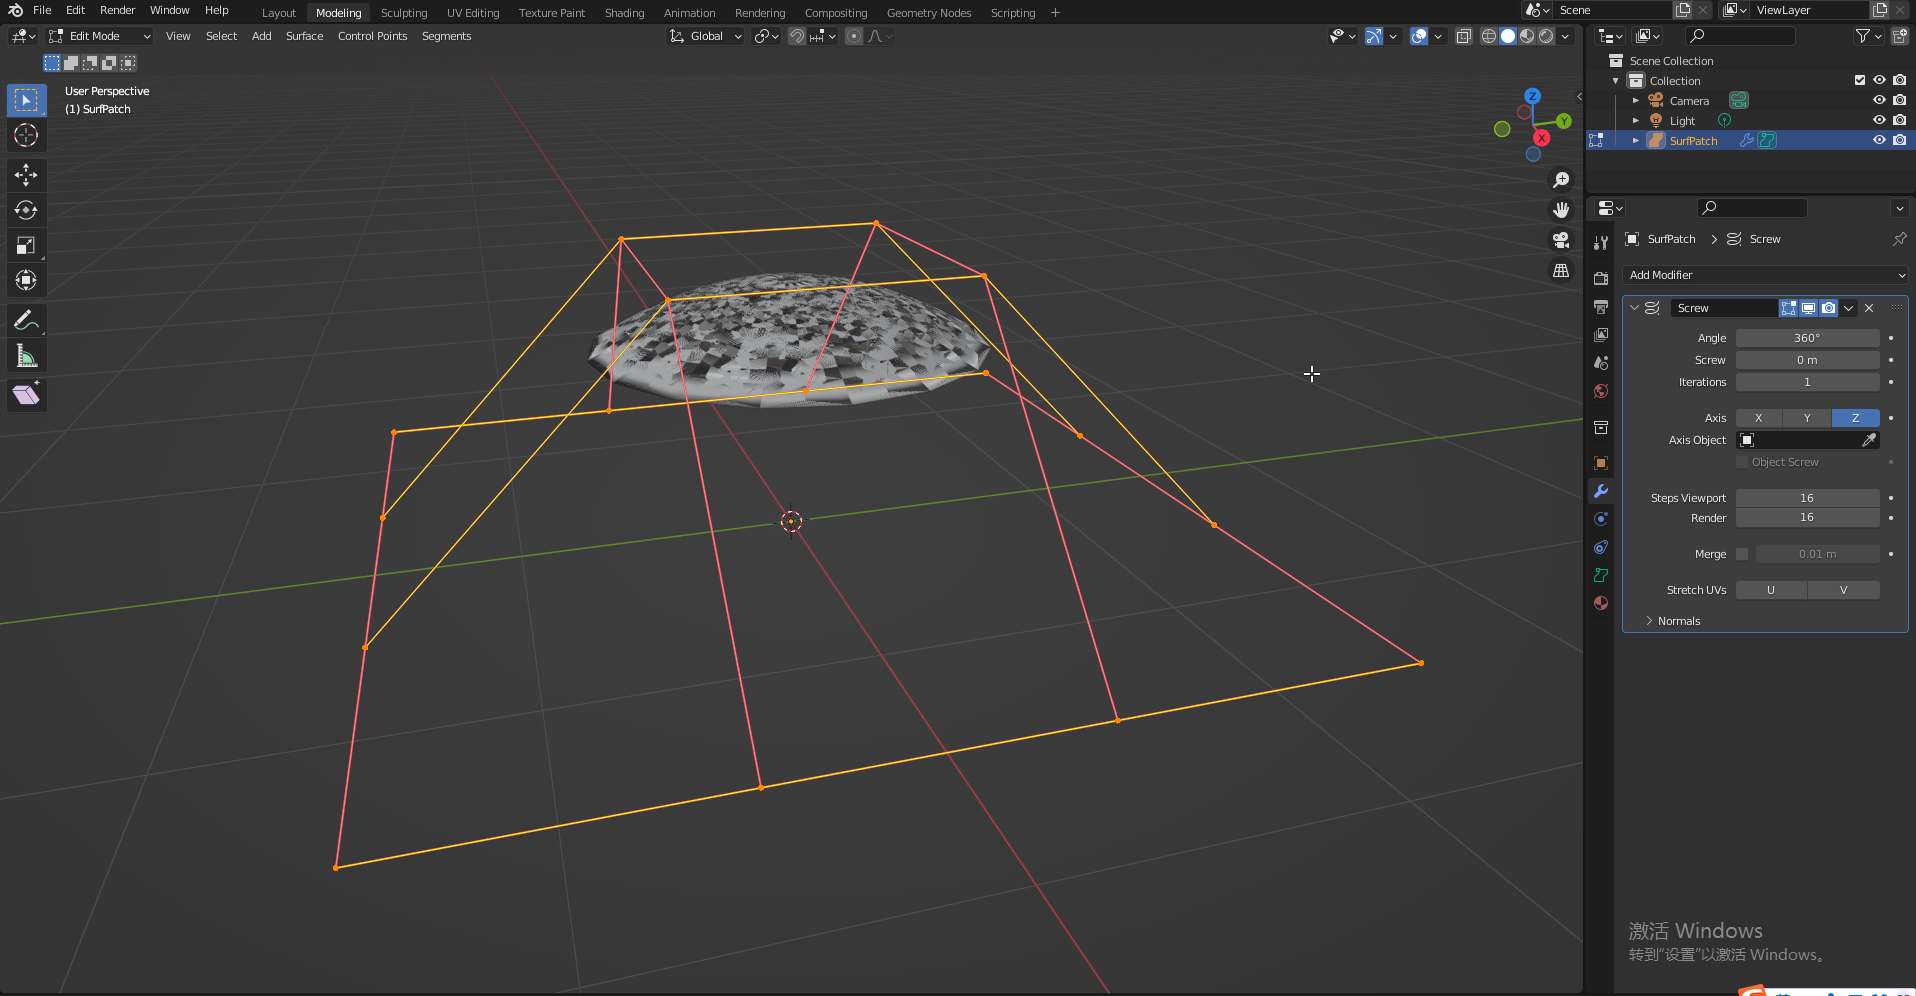 File Edit Render Window Help
Layout Modeling Sculpting UV Editing Texture Paint Shading Animation Rendering Compositing Geometry Nodes Scripting +
Scene
ViewLayer
Edit Mode View Select Add Surface Control Points Segments
Global
User Perspective
(1) SurfPatch
Z
Y
X
Scene Collection
Collection
Camera
Light
SurfPatch
SurfPatch > Screw
Add Modifier
Screw
Angle 360°
Screw 0 m
Iterations 1
Axis X Y Z
Axis Object
Object Screw
Steps Viewport 16
Render 16
Merge 0.01 m
Stretch UVs U V
Normals
激活 Windows
转到“设置”以激活 Windows。